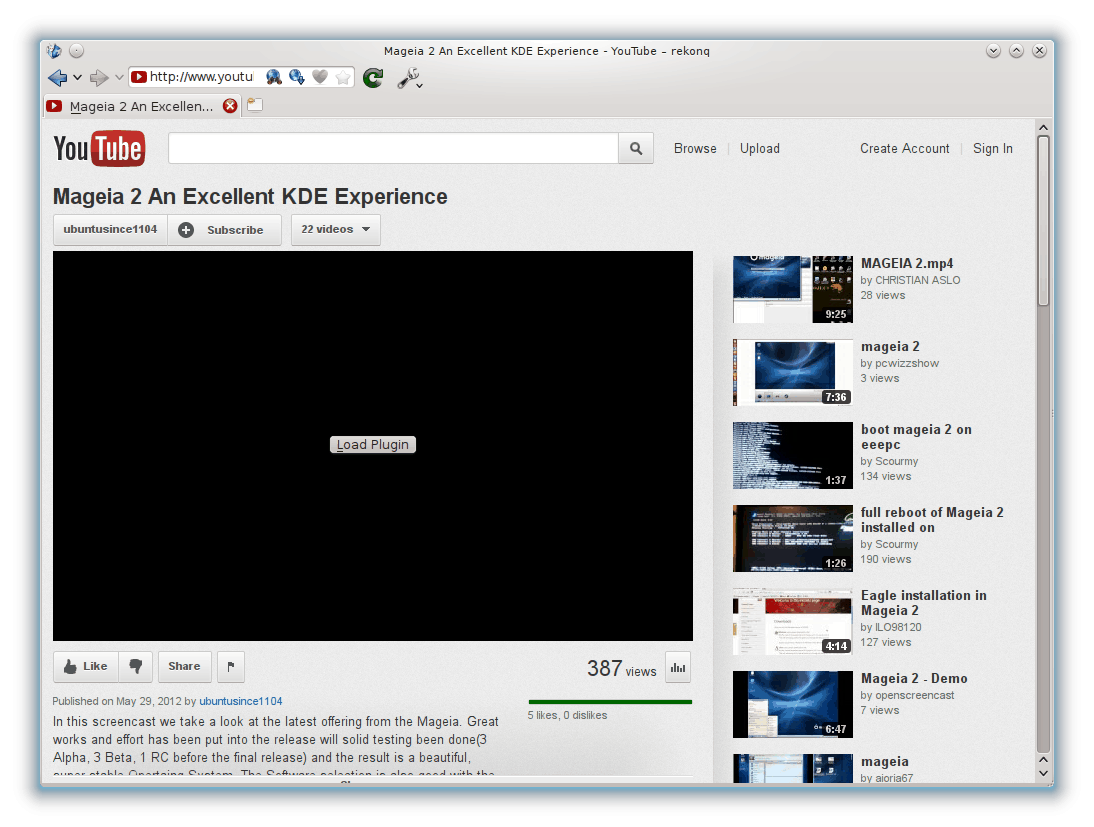 Mageia 2 An Excellent KDE Experience - YouTube – rekonq
http://www.youtu
Mageia 2 An Excellen...
YouTube
Browse
Upload
Create Account
Sign In
Mageia 2 An Excellent KDE Experience
ubuntusince1104
Subscribe
22 videos
Load Plugin
Like
Share
387 views
Published on May 29, 2012 by ubuntusince1104
5 likes, 0 dislikes
In this screencast we take a look at the latest offering from the Mageia. Great
works and effort has been put into the release will solid testing been done(3
Alpha, 3 Beta, 1 RC before the final release) and the result is a beautiful,
mageia
9:25
MAGEIA 2.mp4
by CHRISTIAN ASLO
28 views
7:36
mageia 2
by pcwizzshow
3 views
1:37
boot mageia 2 on
eeepc
by Scourmy
134 views
1:26
full reboot of Mageia 2
installed on
by Scourmy
190 views
4:14
Eagle installation in
Mageia 2
by ILO98120
127 views
6:47
Mageia 2 - Demo
by openscreencast
7 views
mageia
by aioria67